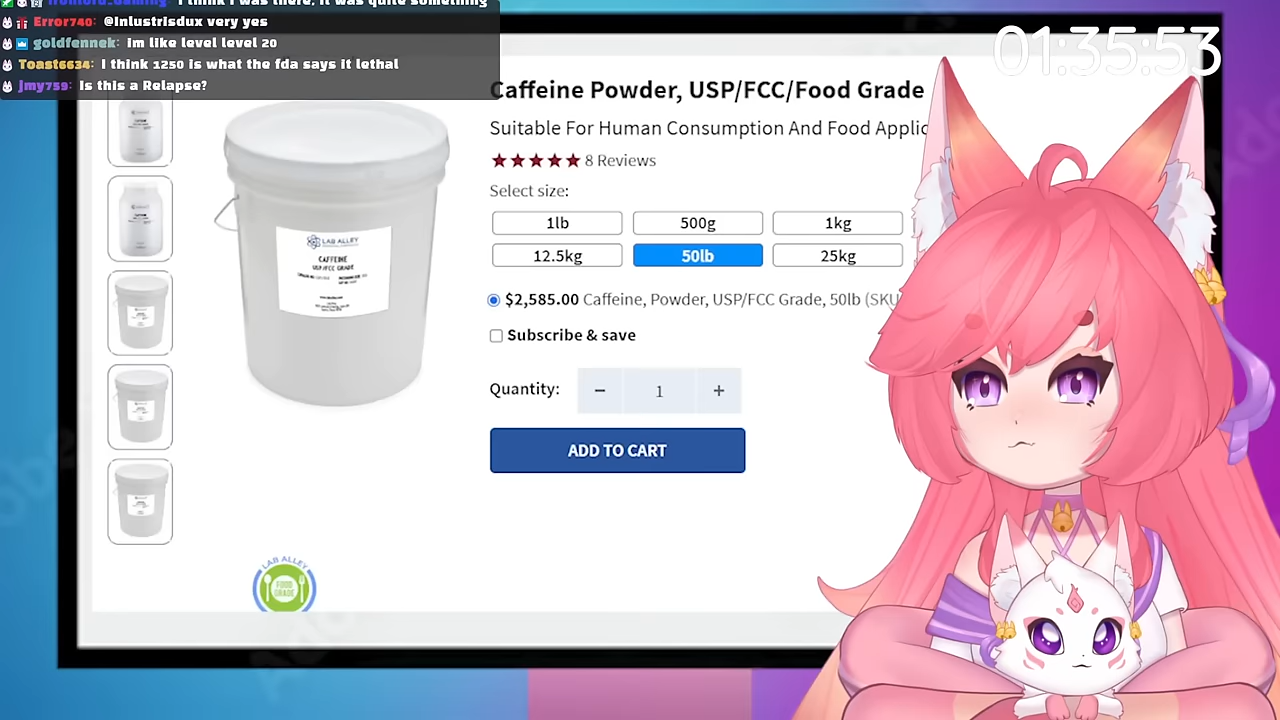 I think I was there, it was quite something
Error740: @Inlustrisdux very yes
goldfennek: Im like level level 20
Toast6634: I think 1250 is what the fda says it lethal
jmy759: Is this a Relapse?
01:35:53
Caffeine Powder, USP/FCC/Food Grade
Suitable For Human Consumption And Food Applic
8 Reviews
Select size:
1lb 500g 1kg
12.5kg 50lb 25kg
$2,585.00 Caffeine, Powder, USP/FCC Grade, 50lb (SKU
Subscribe & save
Quantity: − 1 +
ADD TO CART
LAB ALLEY
CAFFEINE
USP/FCC GRADE
LAB ALLEY
FOOD
GRADE